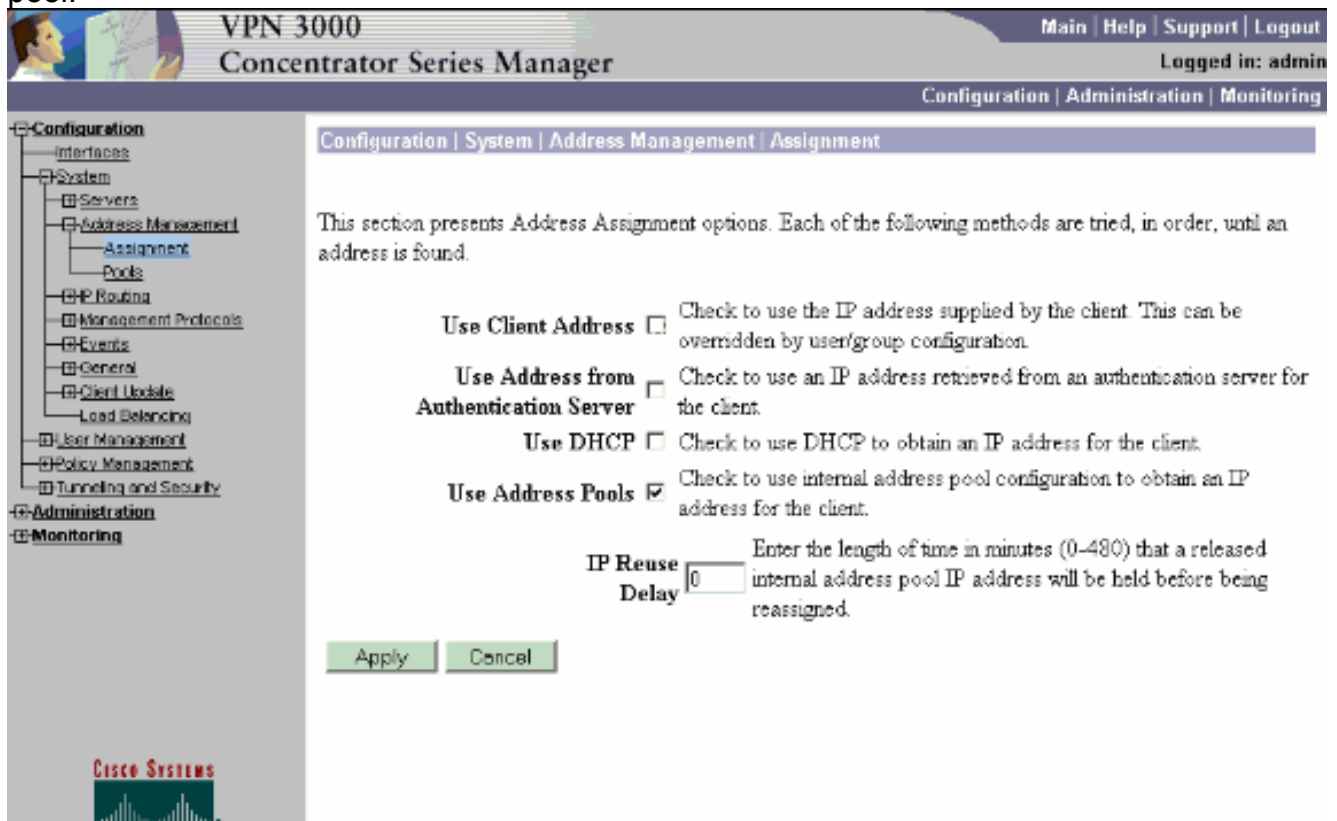 pool.
VPN 3000
Concentrator Series Manager
Main | Help | Support | Logout
Logged in: admin
Configuration | Administration | Monitoring
Configuration
Interfaces
System
Servers
Address Management
Assignment
Pools
IP Routing
Management Protocols
Events
General
Client Update
Load Balancing
User Management
Policy Management
Tunneling and Security
Administration
Monitoring
Cisco Systems
Configuration | System | Address Management | Assignment
This section presents Address Assignment options. Each of the following methods are tried, in order, until an
address is found.
Use Client Address
Check to use the IP address supplied by the client. This can be
overridden by user/group configuration.
Use Address from
Authentication Server
Check to use an IP address retrieved from an authentication server for
the client.
Use DHCP
Check to use DHCP to obtain an IP address for the client.
Use Address Pools
Check to use internal address pool configuration to obtain an IP
address for the client.
IP Reuse
Delay
0
Enter the length of time in minutes (0-480) that a released
internal address pool IP address will be held before being
reassigned.
Apply
Cancel